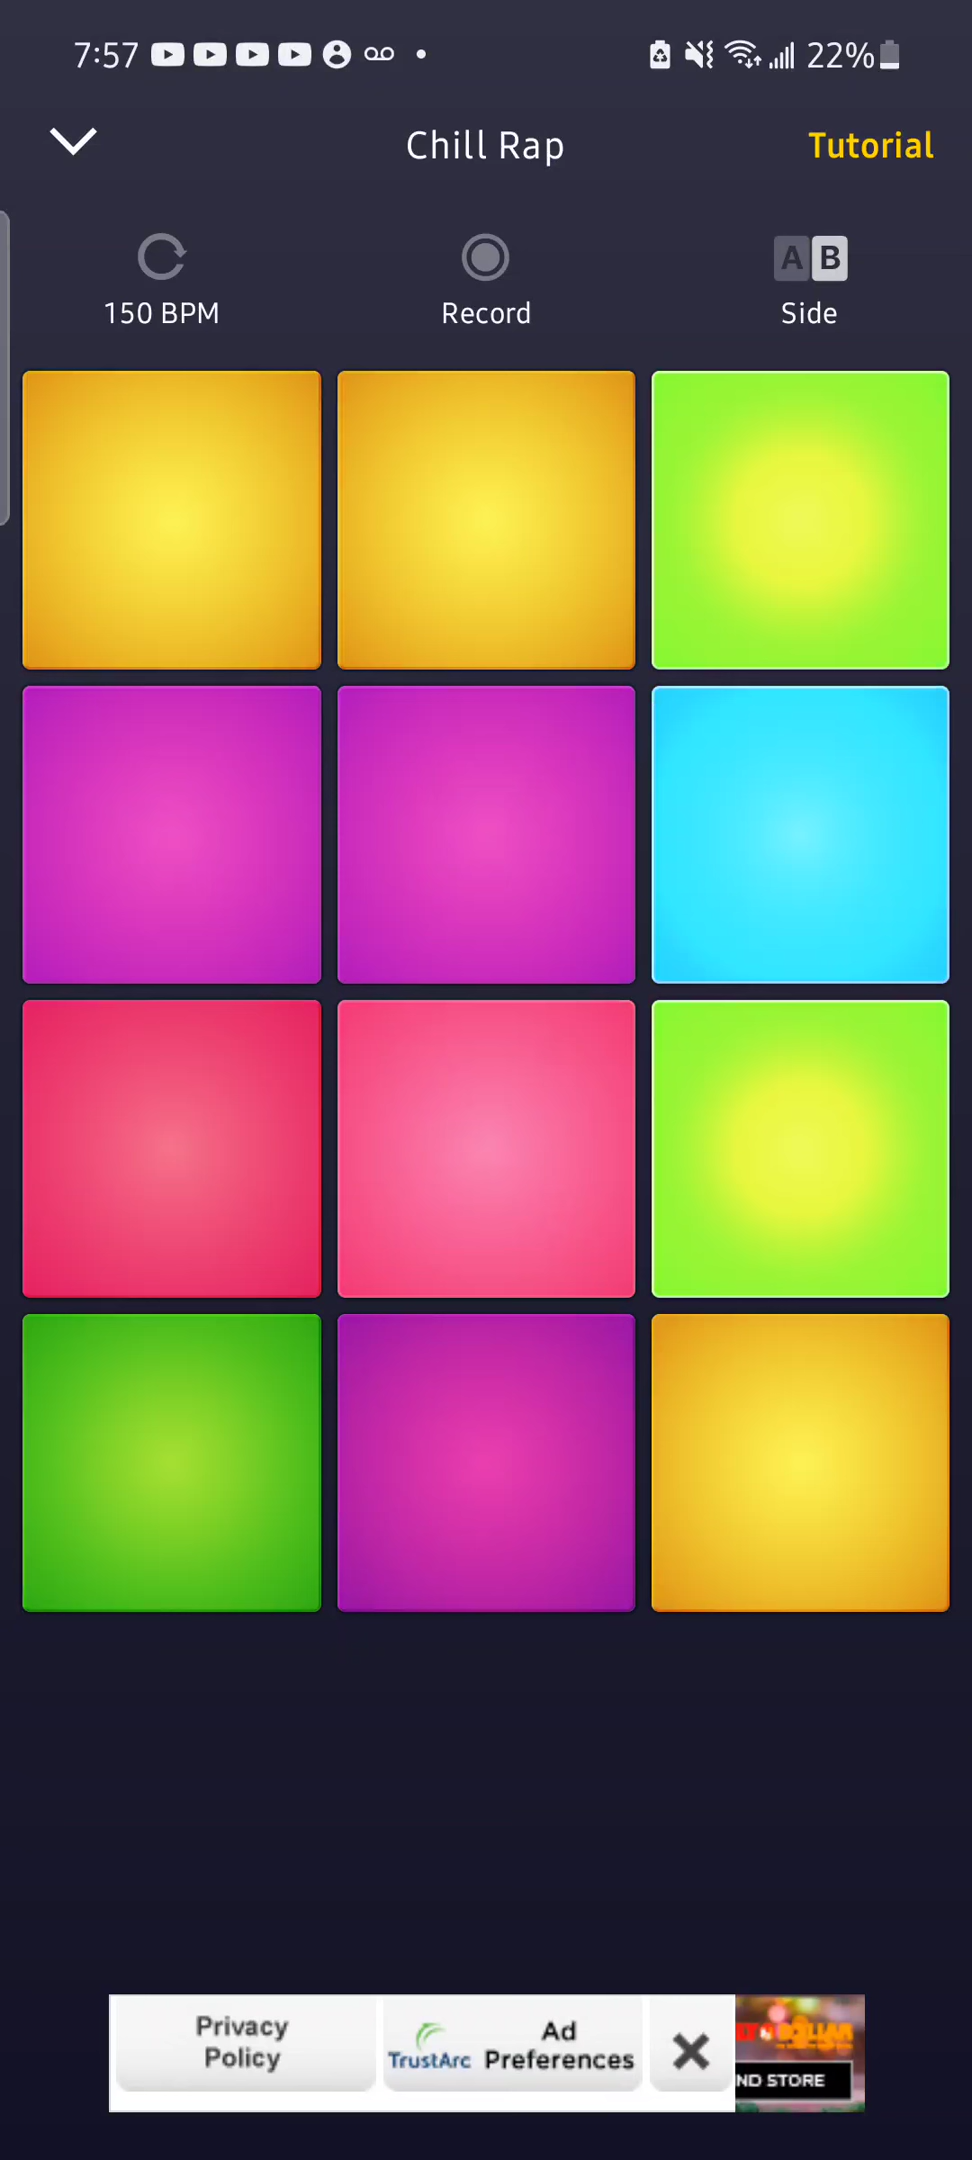 7:57 22%
Chill Rap Tutorial
A B
150 BPM Record Side
Privacy
Policy
TrustArc
Ad
Preferences
ND STORE